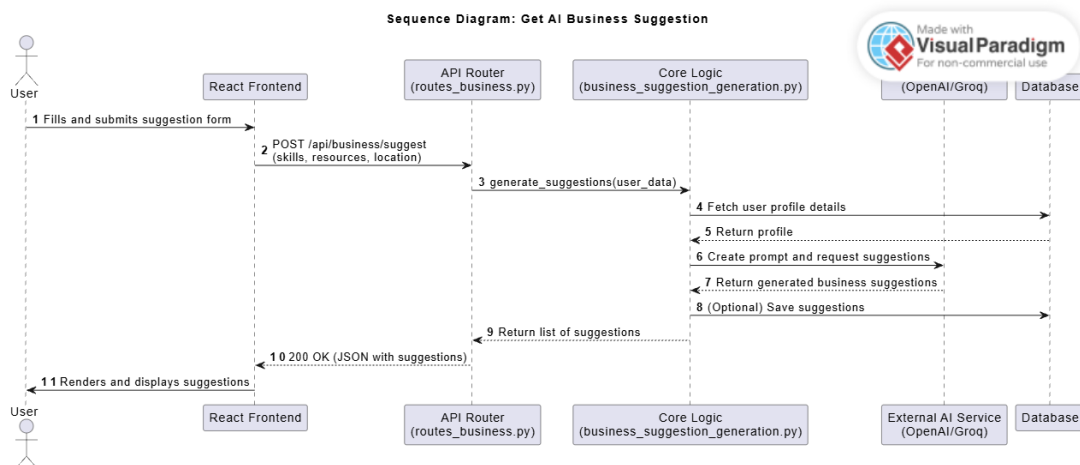 Sequence Diagram: Get AI Business Suggestion
Made with
Visual Paradigm
For non-commercial use
User
React Frontend
API Router
(routes_business.py)
Core Logic
(business_suggestion_generation.py)
(OpenAI/Groq)
Database
1 Fills and submits suggestion form
2 POST /api/business/suggest
(skills, resources, location)
3 generate_suggestions(user_data)
4 Fetch user profile details
5 Return profile
6 Create prompt and request suggestions
7 Return generated business suggestions
8 (Optional) Save suggestions
9 Return list of suggestions
10 200 OK (JSON with suggestions)
11 Renders and displays suggestions
User
React Frontend
API Router
(routes_business.py)
Core Logic
(business_suggestion_generation.py)
External AI Service
(OpenAI/Groq)
Database